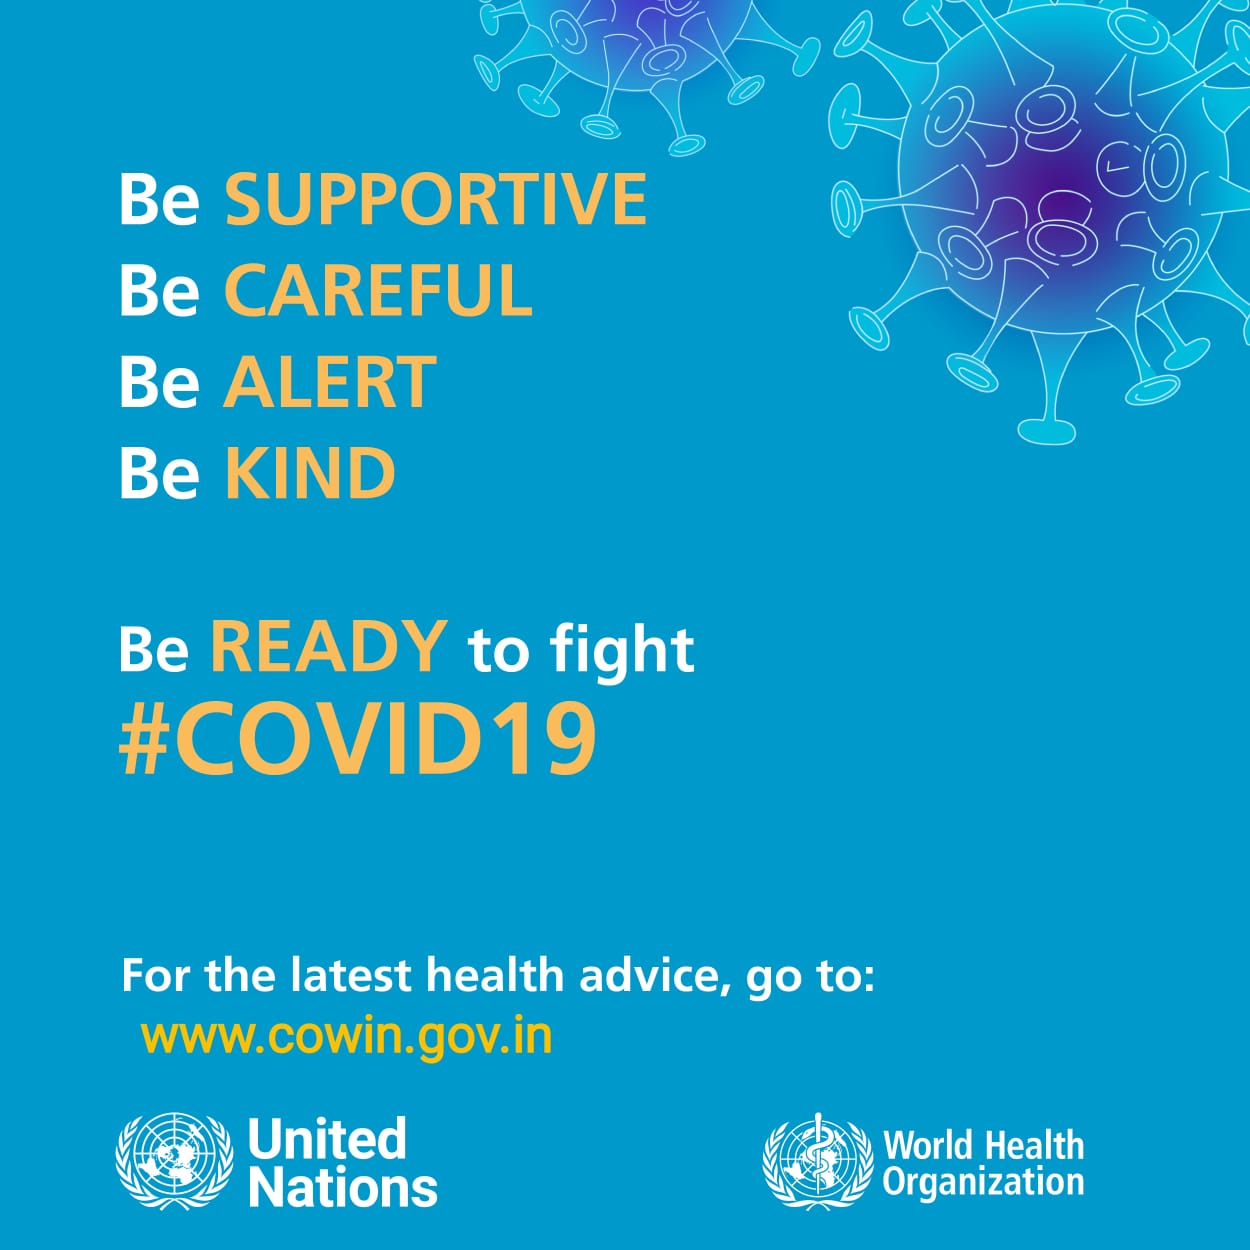 Be SUPPORTIVE
Be CAREFUL
Be ALERT
Be KIND
Be READY to fight
#COVID19
For the latest health advice, go to:
www.cowin.gov.in
United
Nations
World Health
Organization